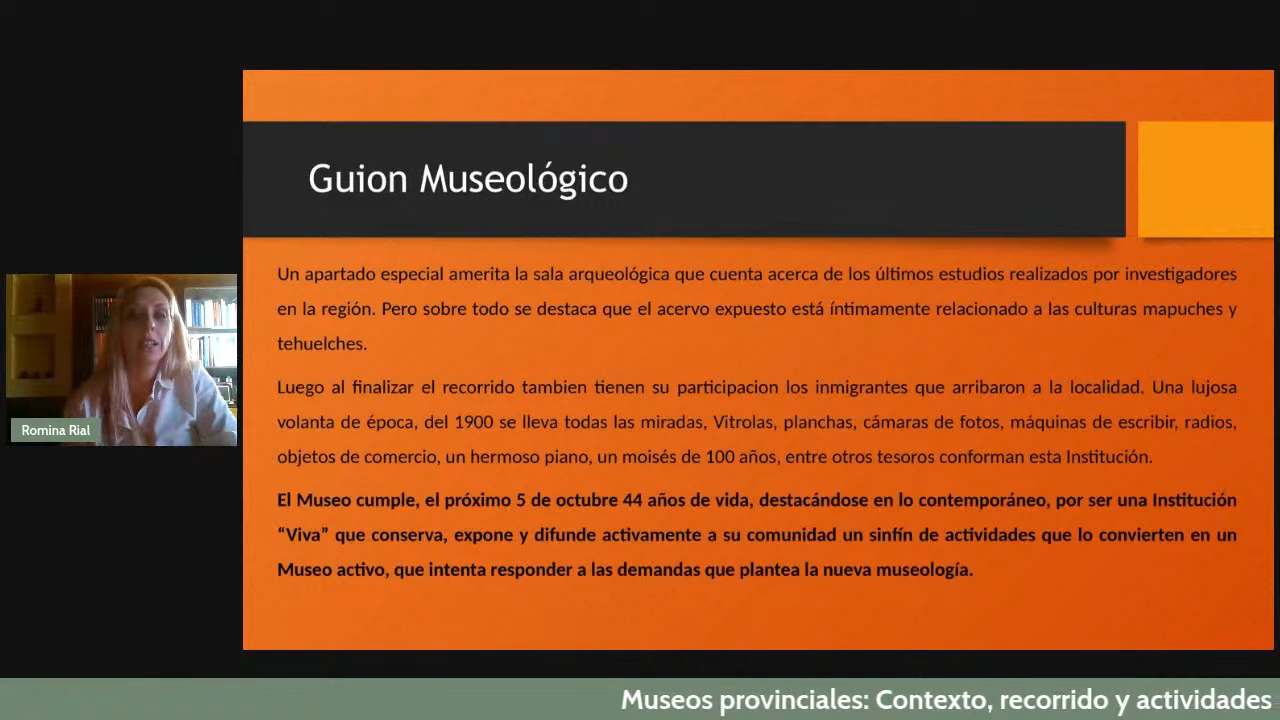 Guion Museológico
Un apartado especial amerita la sala arqueológica que cuenta acerca de los últimos estudios realizados por investigadores
en la región. Pero sobre todo se destaca que el acervo expuesto está íntimamente relacionado a las culturas mapuches y
tehuelches.
Luego al finalizar el recorrido tambien tienen su participacion los inmigrantes que arribaron a la localidad. Una lujosa
volanta de época, del 1900 se lleva todas las miradas, Vitrolas, planchas, cámaras de fotos, máquinas de escribir, radios,
objetos de comercio, un hermoso piano, un moisés de 100 años, entre otros tesoros conforman esta Institución.
El Museo cumple, el próximo 5 de octubre 44 años de vida, destacándose en lo contemporáneo, por ser una Institución
“Viva” que conserva, expone y difunde activamente a su comunidad un sinfín de actividades que lo convierten en un
Museo activo, que intenta responder a las demandas que plantea la nueva museología.
Romina Rial
Museos provinciales: Contexto, recorrido y actividades